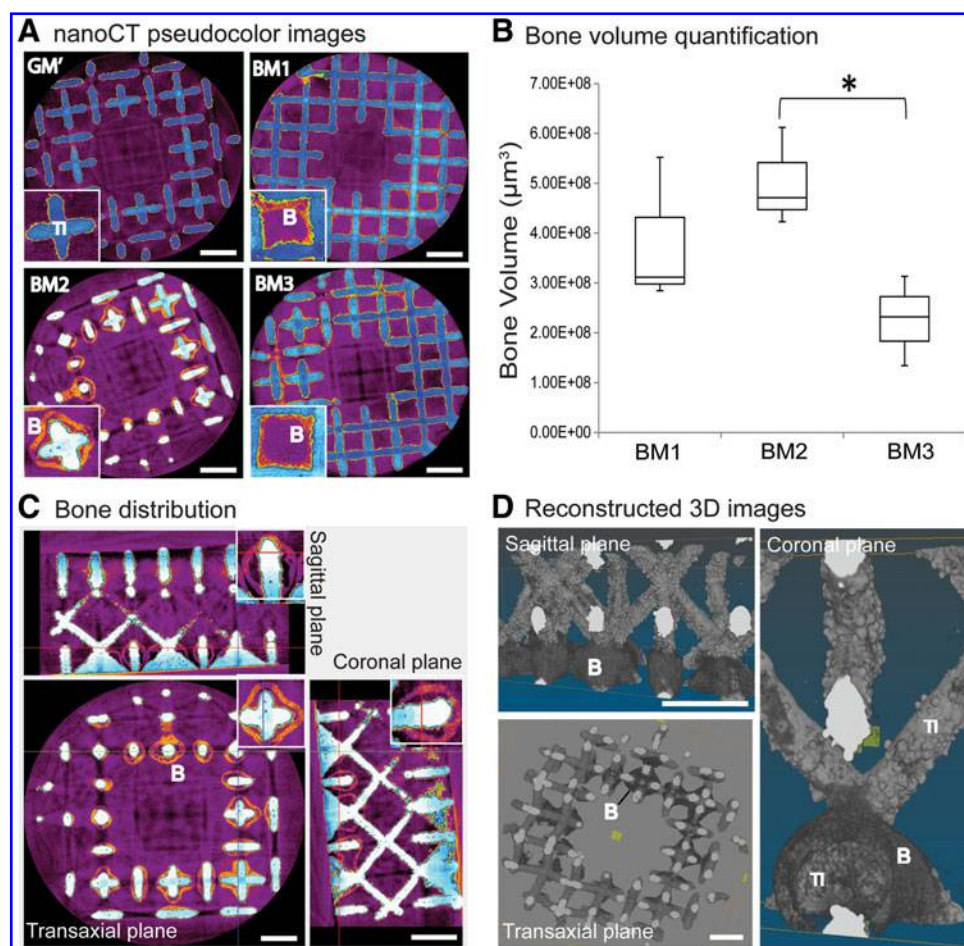 A nanoCT pseudocolor images
GM'
BM1
TI
B
BM2
BM3
B
B
B Bone volume quantification
Bone Volume (µm³)
7.00E+08
6.00E+08
5.00E+08
4.00E+08
3.00E+08
2.00E+08
1.00E+08
0.00E+00
*
BM1
BM2
BM3
C Bone distribution
Sagittal plane
Coronal plane
B
Transaxial plane
D Reconstructed 3D images
Sagittal plane
B
Coronal plane
TI
B
TI
B
Transaxial plane